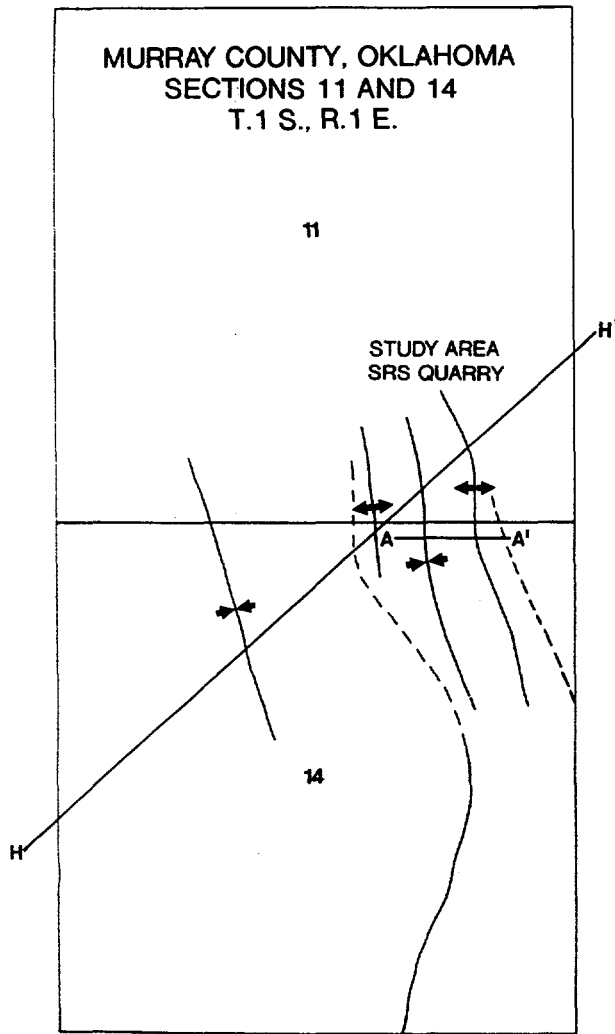 MURRAY COUNTY, OKLAHOMA
SECTIONS 11 AND 14
T.1 S., R.1 E.
11
H'
STUDY AREA
SRS QUARRY
A
A'
14
H